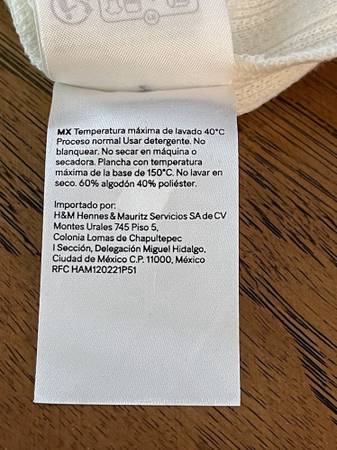 MX Temperatura máxima de lavado 40°C
Proceso normal Usar detergente. No
blanquear. No secar en máquina o
secadora. Plancha con temperatura
máxima de la base de 150°C. No lavar en
seco. 60% algodón 40% poliéster.
Importado por:
H&M Hennes & Mauritz Servicios SA de CV
Montes Urales 745 Piso 5,
Colonia Lomas de Chapultepec
I Sección, Delegación Miguel Hidalgo,
Ciudad de México C.P. 11000, México
RFC HAM120221P51